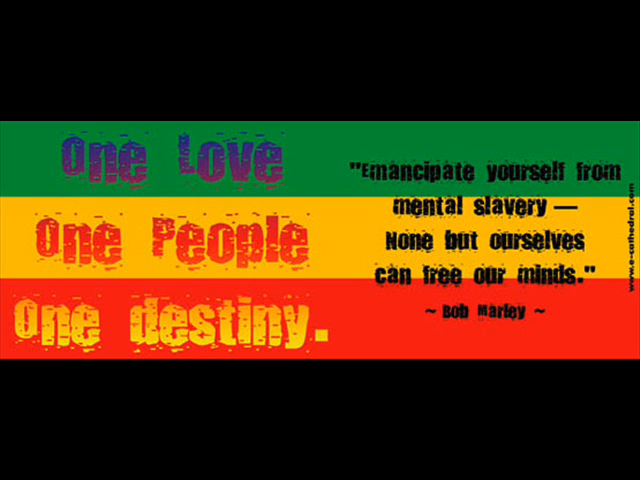 One Love
One People
One destiny.
"Emancipate yourself from
mental slavery —
None but ourselves
can free our minds."
~ Bob Marley ~
www.e-cathedral.com